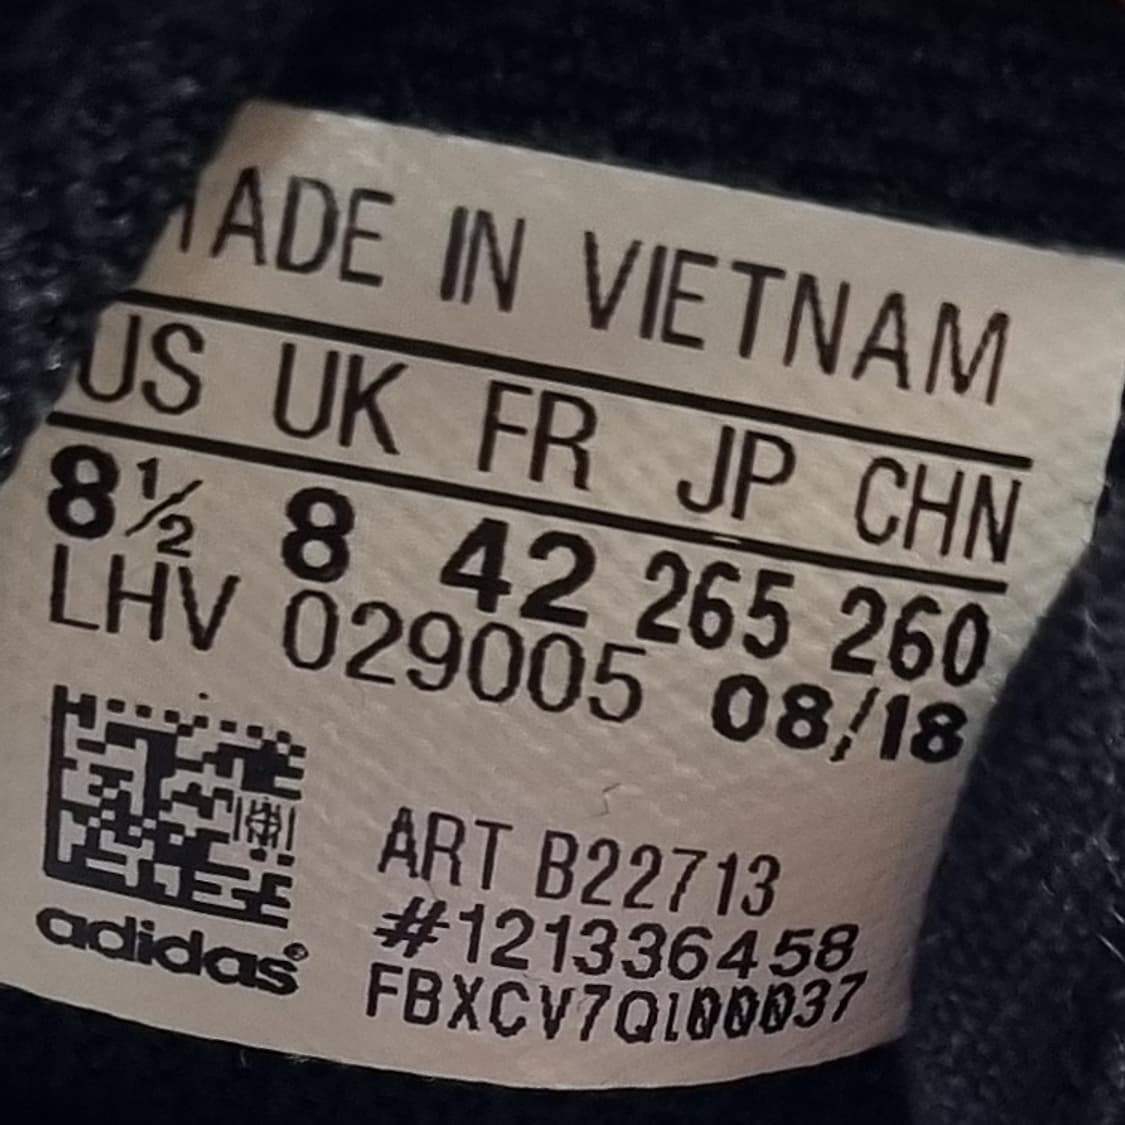 MADE IN VIETNAM
US UK FR JP CHN
8½ 8 42 265 260
LHV 029005 08/18
ART B22713
#121336458
adidas®